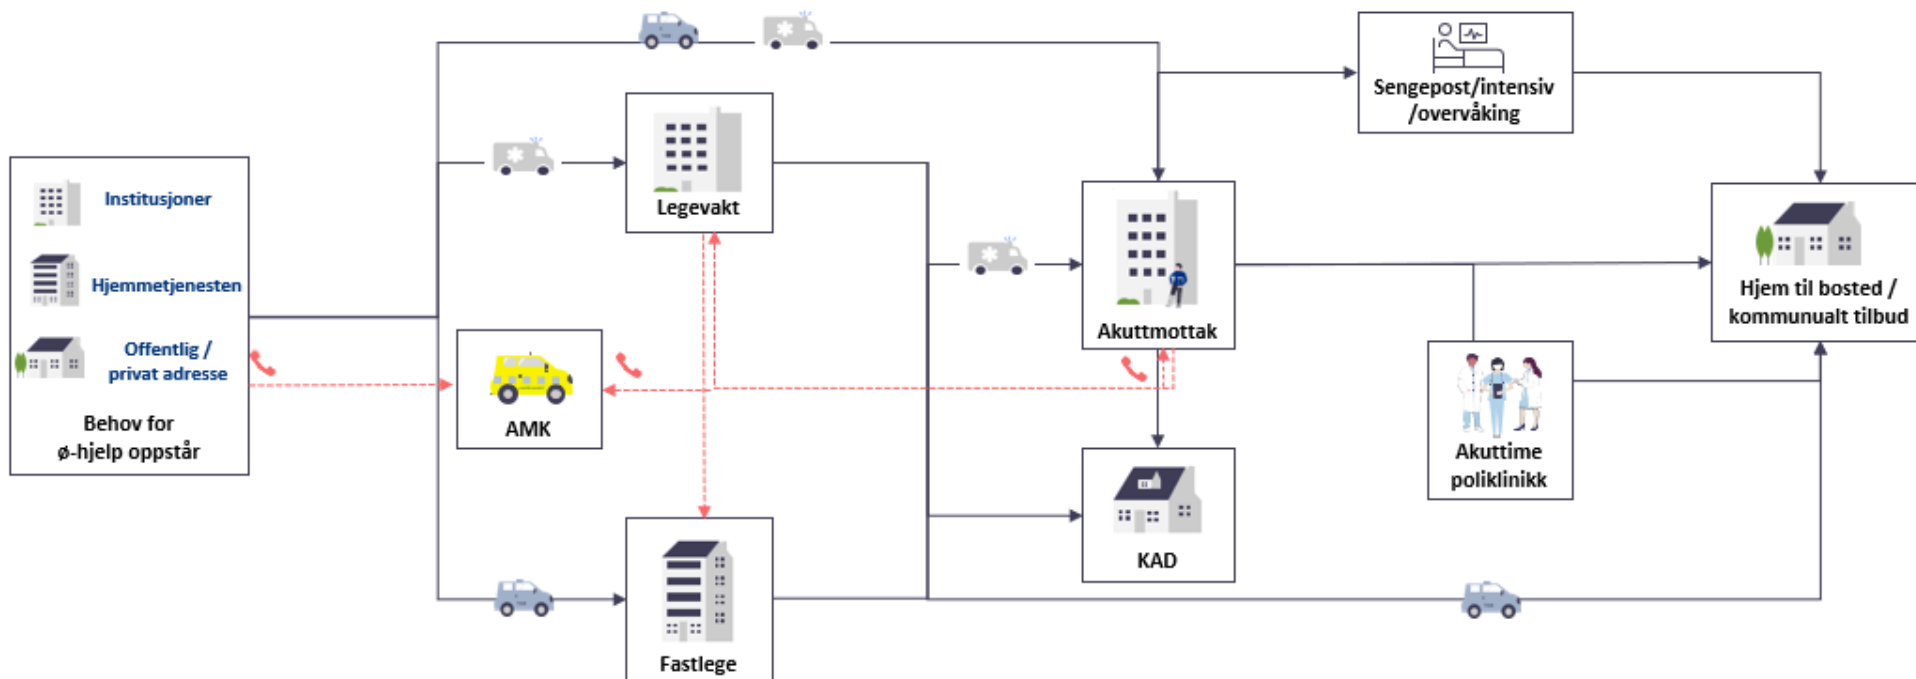 Institusjoner
Hjemmetjenesten
Offentlig /
privat adresse
Behov for
ø-hjelp oppstår
Legevakt
AMK
Fastlege
Akuttmottak
KAD
Sengepost/intensiv
/overvåking
Akuttime
poliklinikk
Hjem til bosted /
kommunualt tilbud